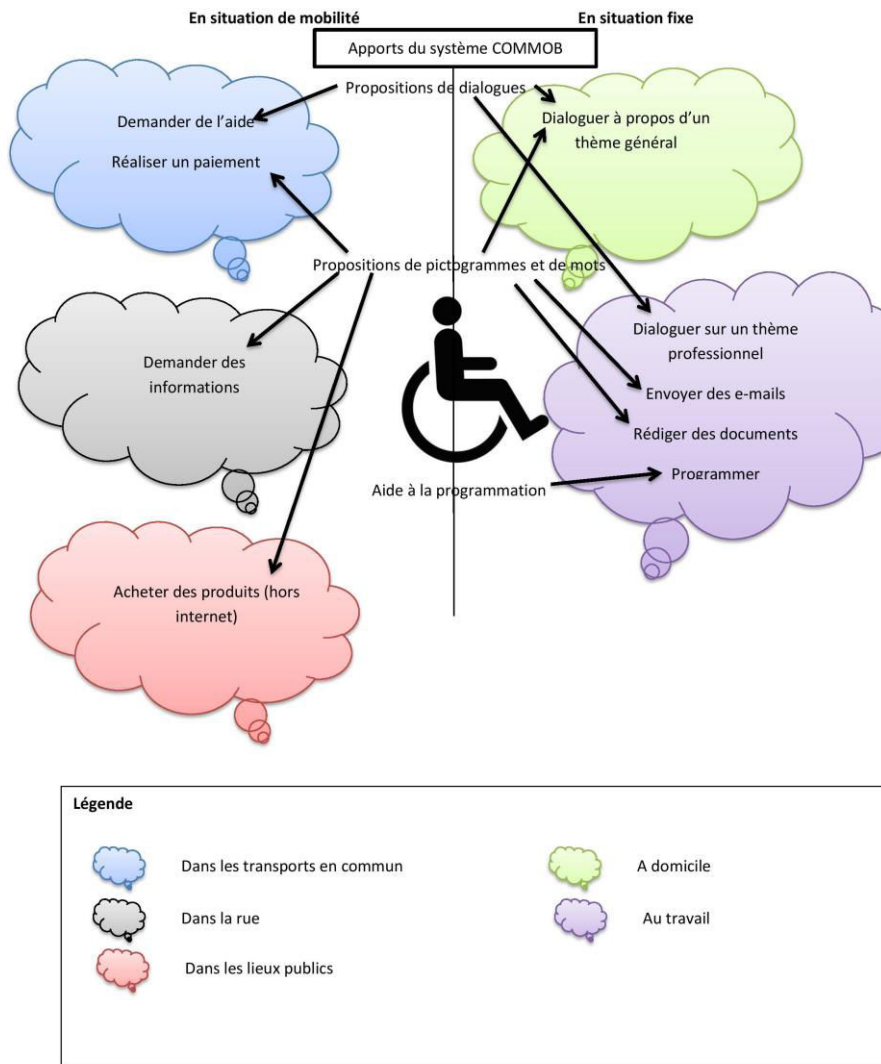 En situation de mobilité
En situation fixe
Apports du système COMMOB
Propositions de dialogues
Demander de l'aide
Réaliser un paiement
Dialoguer à propos d'un
thème général
Propositions de pictogrammes et de mots
Demander des
informations
Dialoguer sur un thème
professionnel
Envoyer des e-mails
Rédiger des documents
Programmer
Aide à la programmation
Acheter des produits (hors
internet)
Légende
Dans les transports en commun
A domicile
Dans la rue
Au travail
Dans les lieux publics